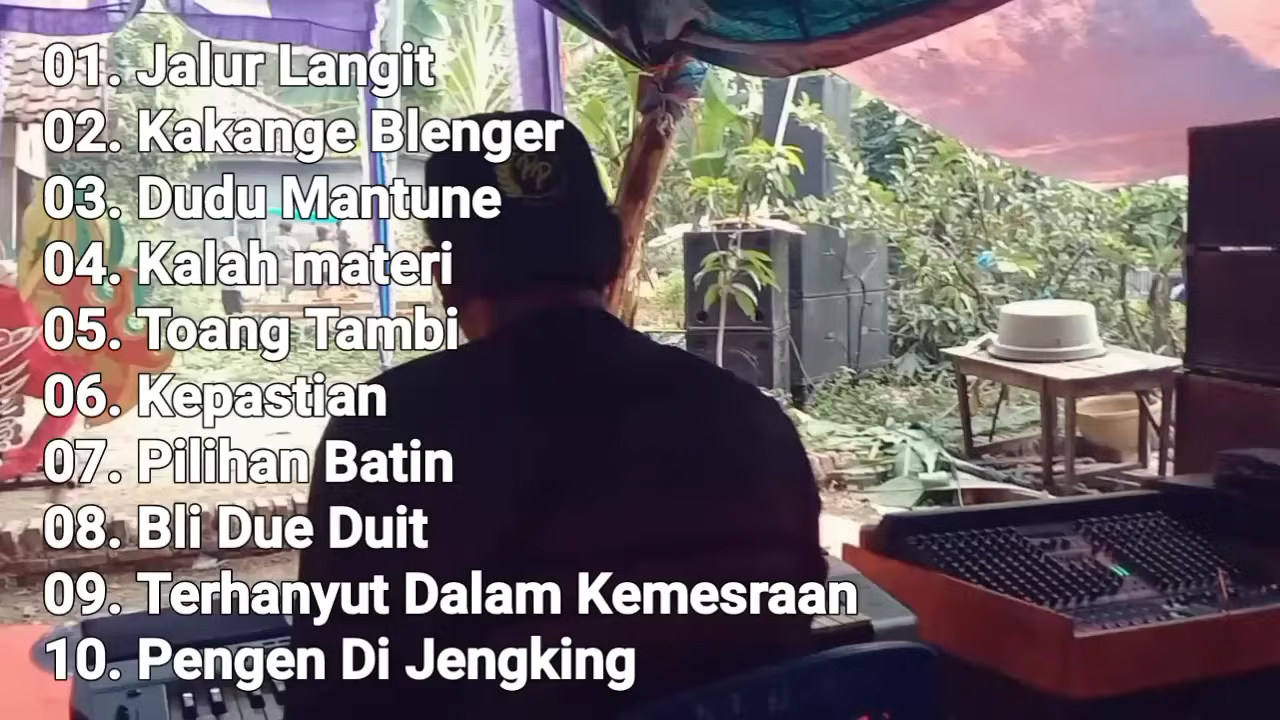 01. Jalur Langit
02. Kakange Blenger
03. Dudu Mantune
04. Kalah materi
05. Toang Tambi
06. Kepastian
07. Pilihan Batin
08. Bli Due Duit
09. Terhanyut Dalam Kemesraan
10. Pengen Di Jengking